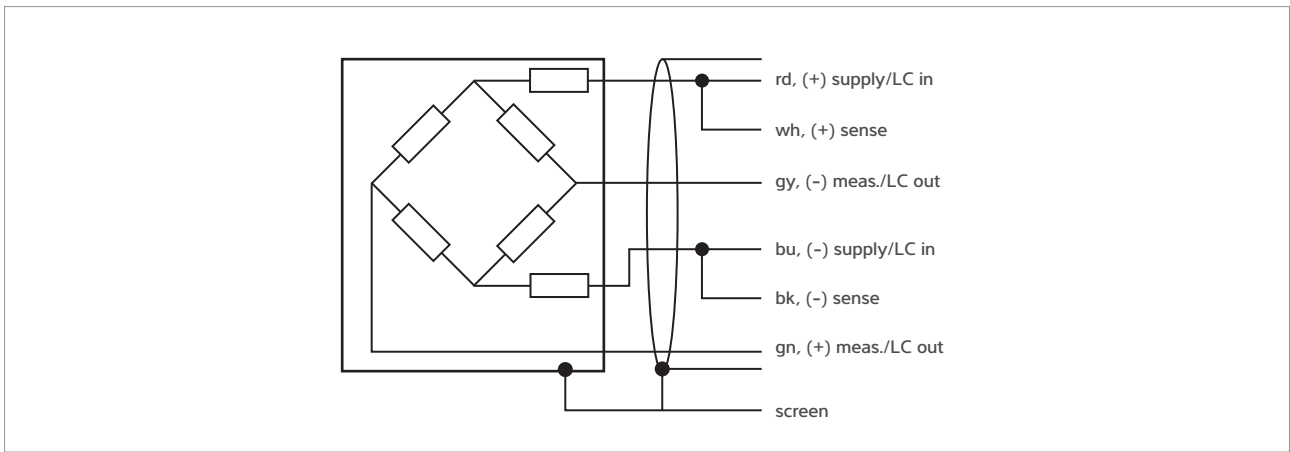 rd, (+) supply/LC in
wh, (+) sense
gy, (-) meas./LC out
bu, (-) supply/LC in
bk, (-) sense
gn, (+) meas./LC out
screen